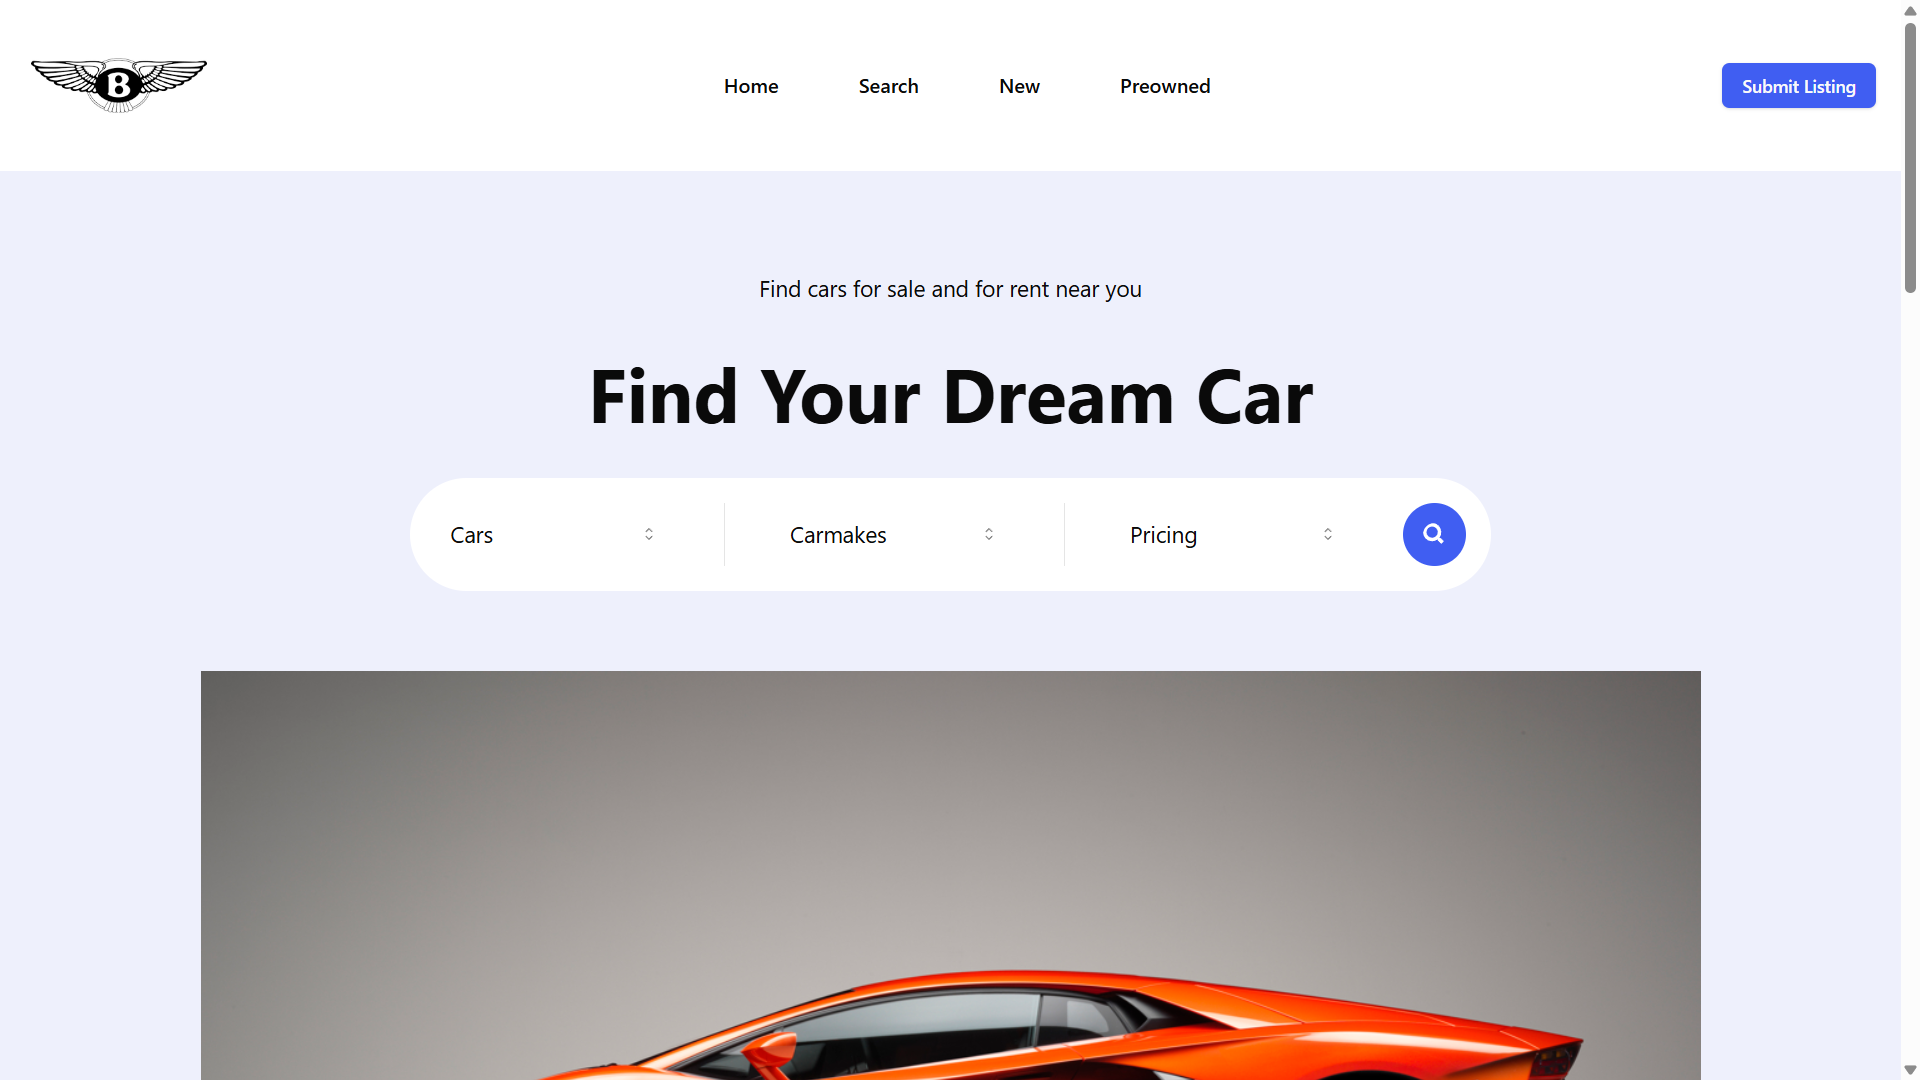 B
Home Search New Preowned Submit Listing
Find cars for sale and for rent near you
Find Your Dream Car
Cars Carmakes Pricing